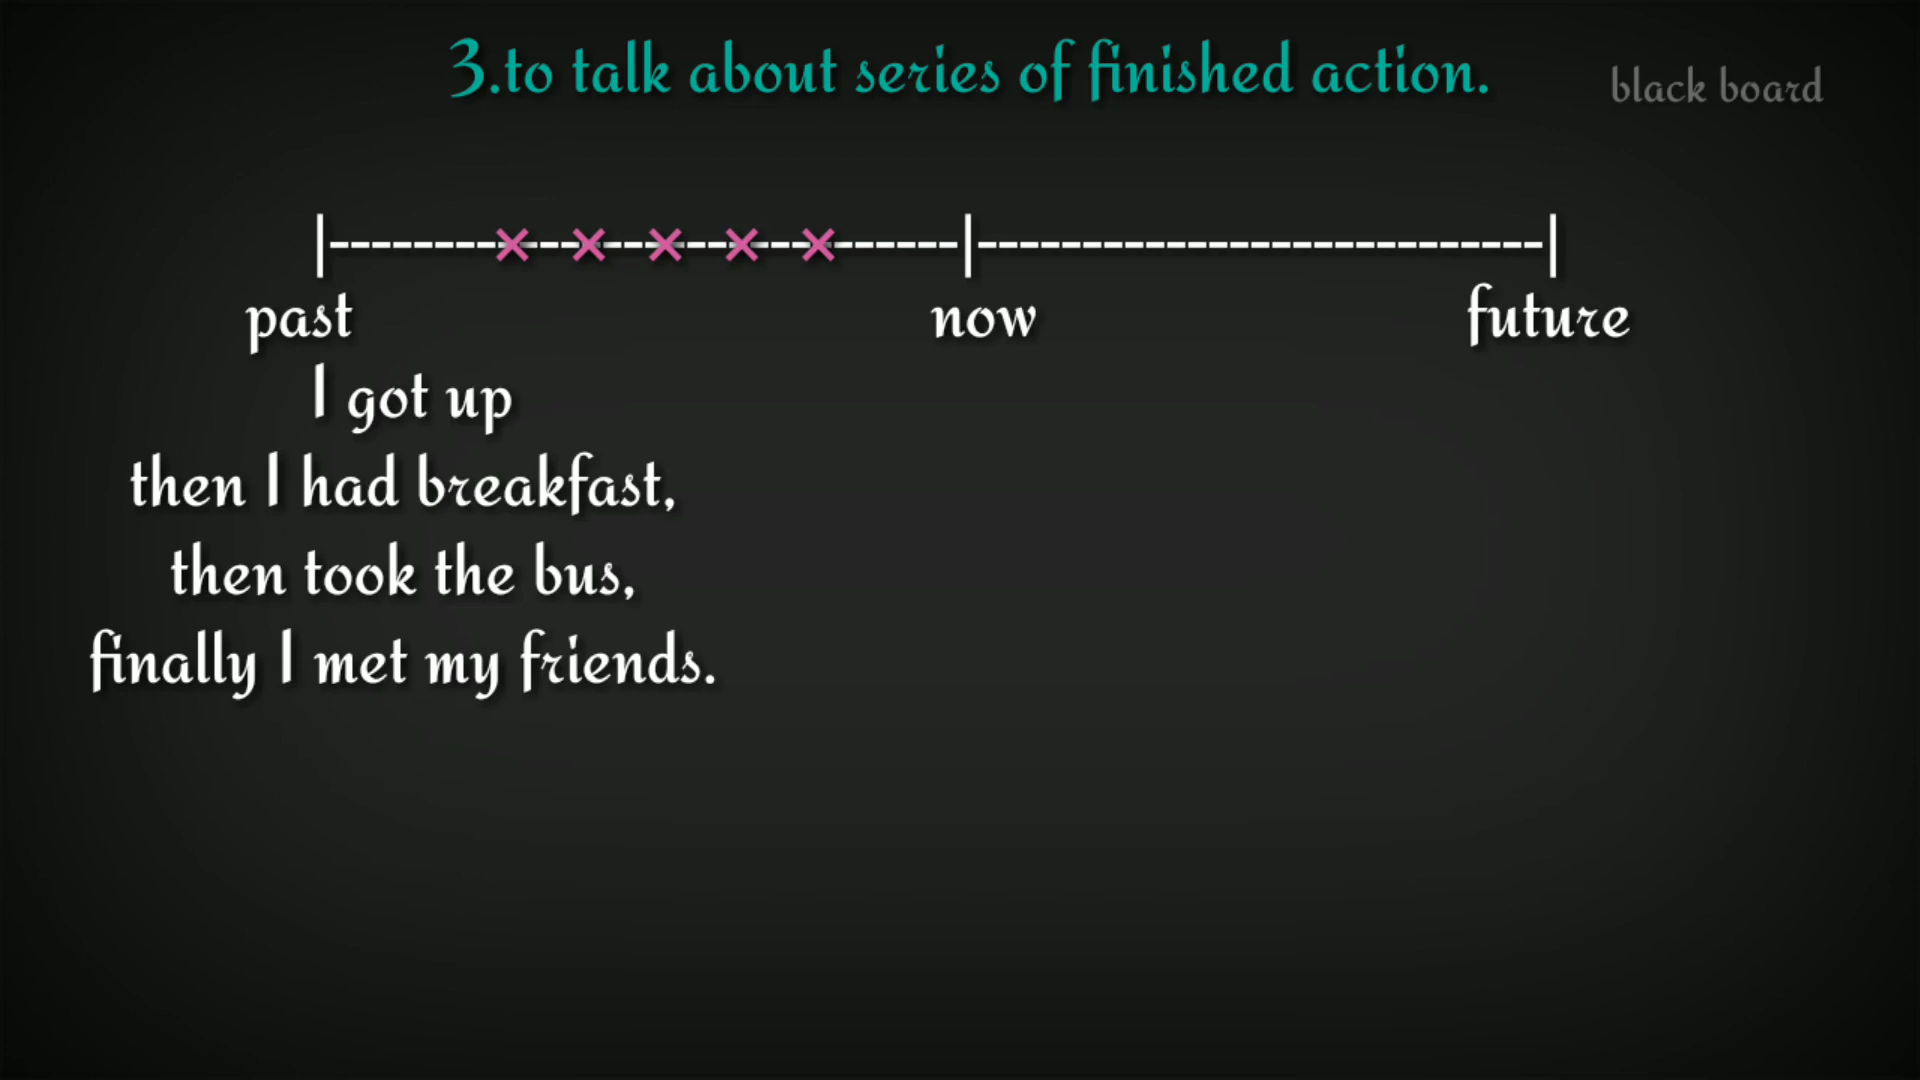 3.to talk about series of finished action.
black board
past now future
I got up
then I had breakfast,
then took the bus,
finally I met my friends.